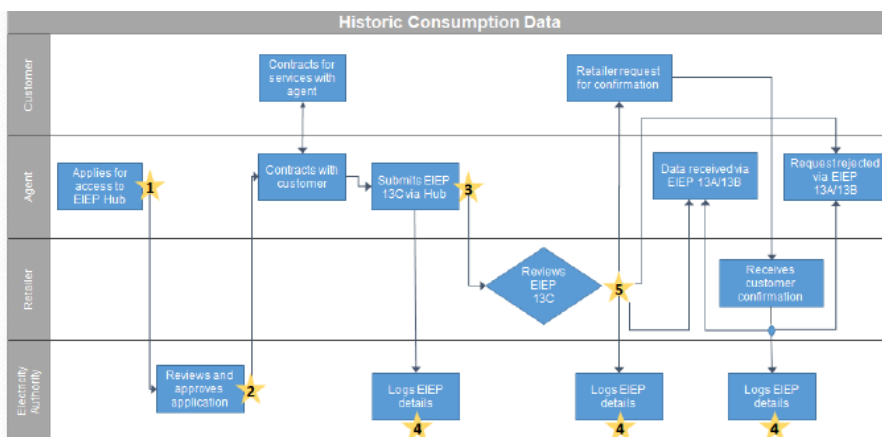 Historic Consumption Data
Customer
Contracts for
services with
agent
Retailer request
for confirmation
Agent
Applies for
access to
EIEP Hub
1
Contracts with
customer
Submits EIEP
13C via Hub
3
Data received via
EIEP 13A/13B
Request rejected
via EIEP
13A/13B
Retailer
Reviews
EIEP
13C
5
Receives
customer
confirmation
Electricity
Authority
Reviews and
approves
application
2
Logs EIEP
details
4
Logs EIEP
details
4
Logs EIEP
details
4